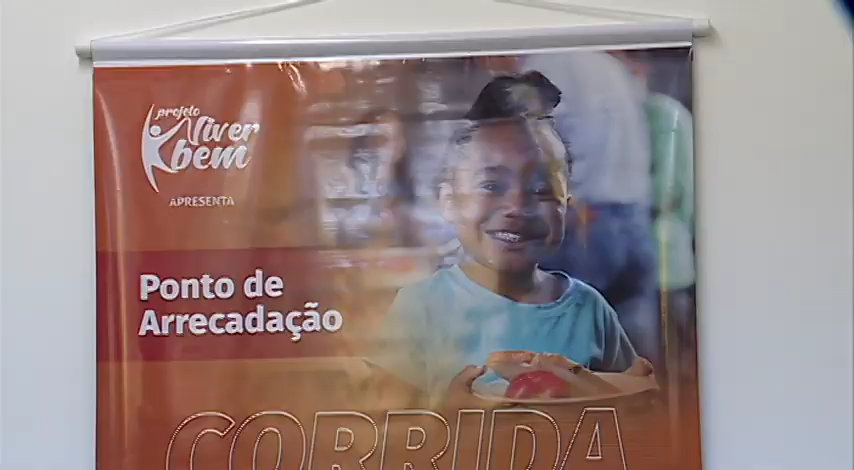 projeto
Viver
bem
APRESENTA
Ponto de
Arrecadação
CORRIDA